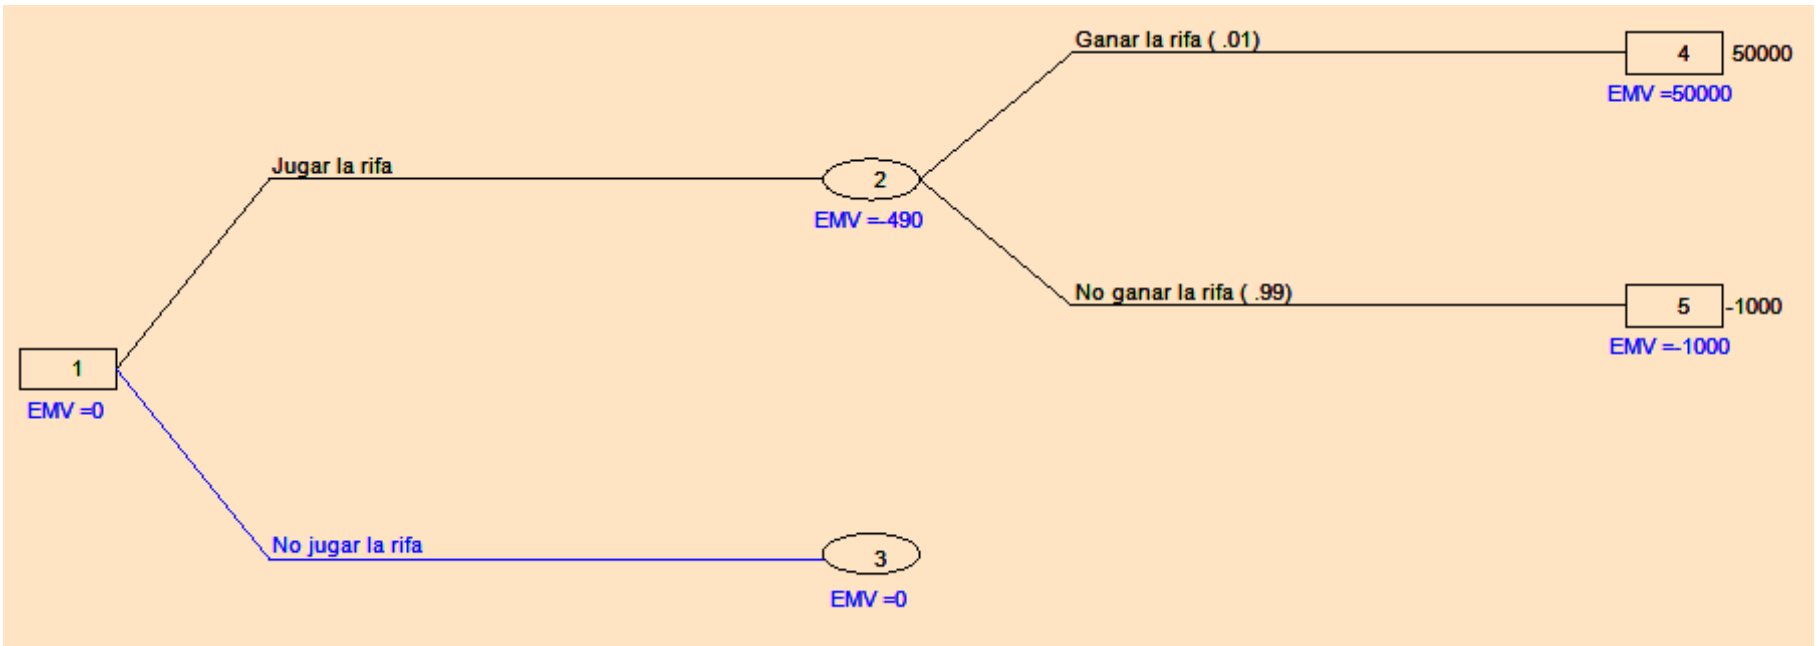 Ganar la rifa ( .01)
4 50000
EMV =50000
Jugar la rifa
2
EMV =-490
No ganar la rifa ( .99)
5 -1000
EMV =-1000
1
EMV =0
No jugar la rifa
3
EMV =0